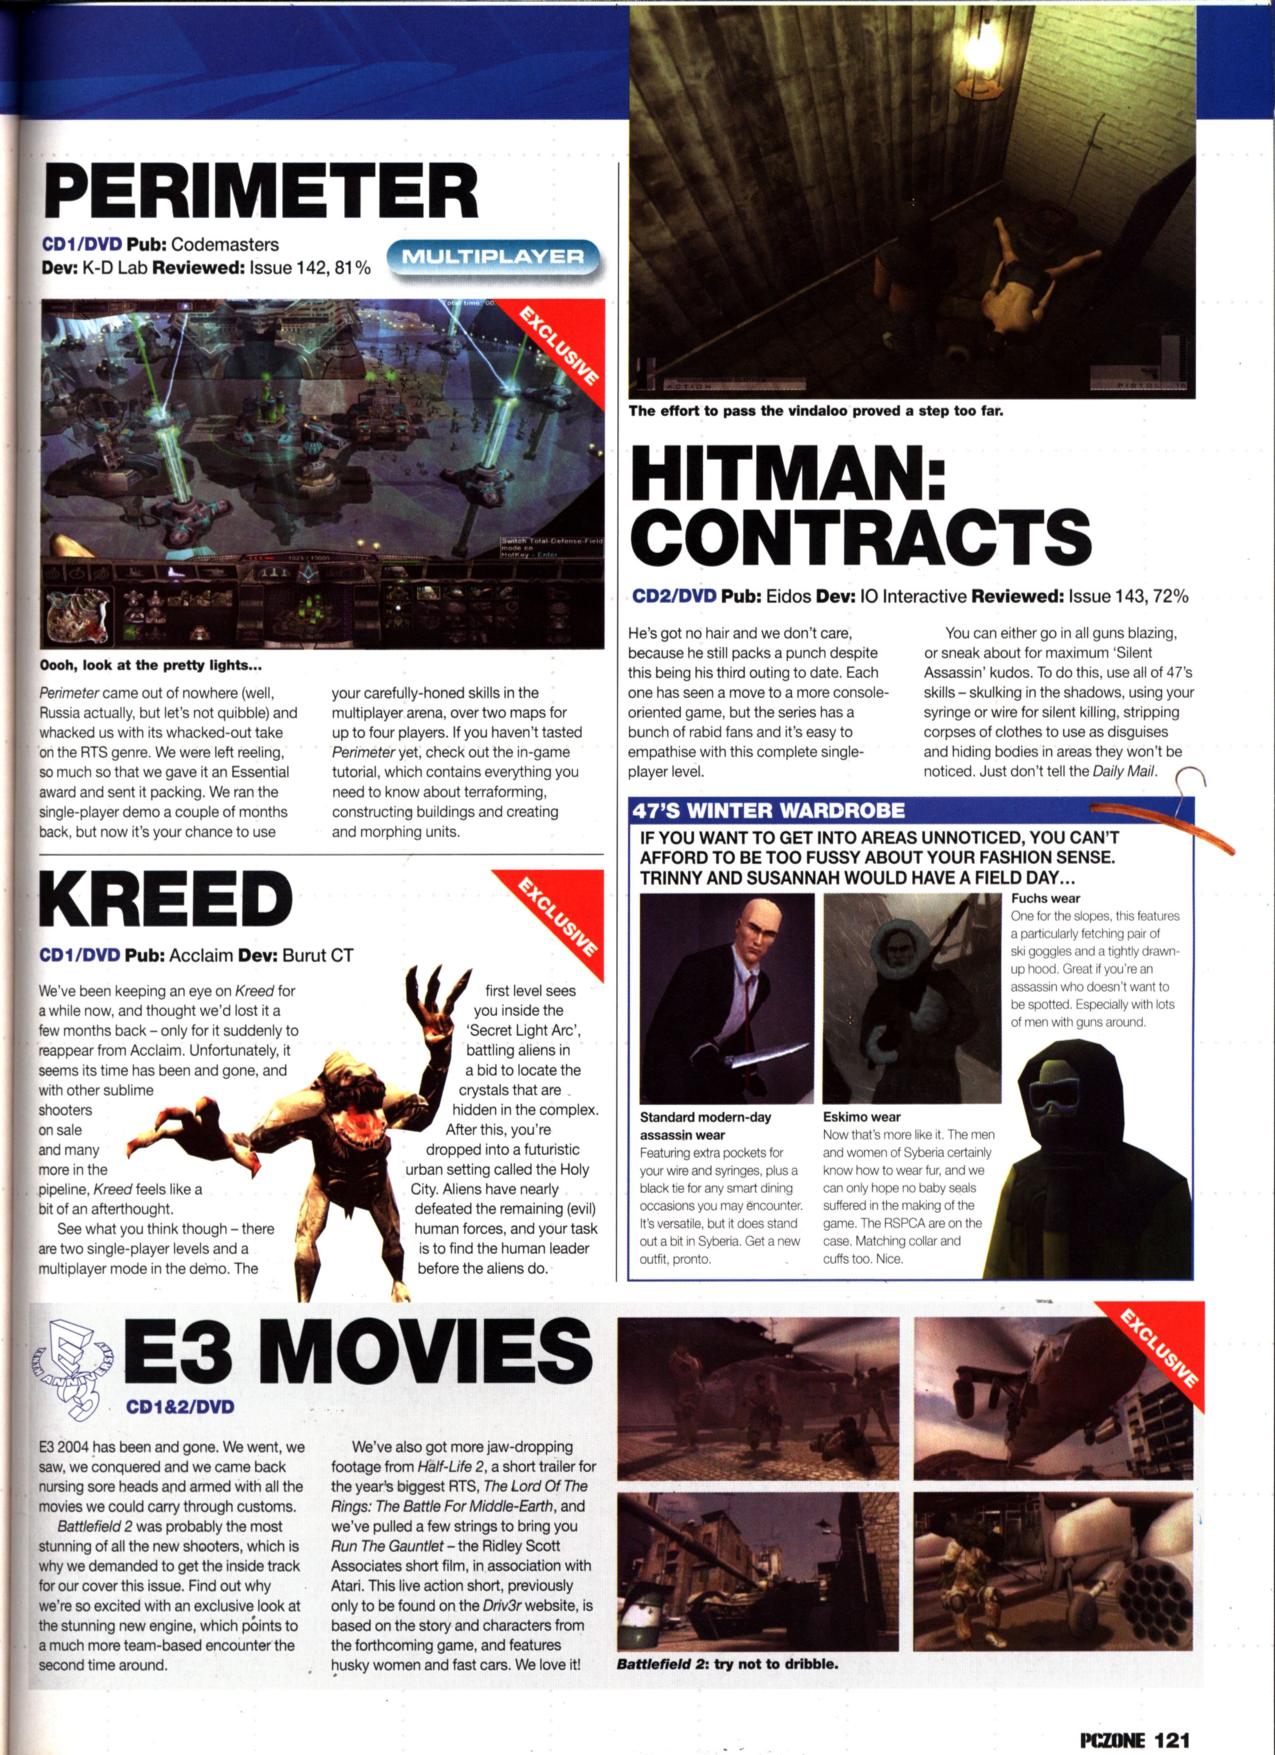 PERIMETER
CD1/DVD Pub: Codemasters
Dev: K-D Lab Reviewed: Issue 142, 81%
MULTIPLAYER
EXCLUSIVE
Switch Total-Defense-Field
mode on
HotKey - Enter
Oooh, look at the pretty lights...
Perimeter came out of nowhere (well,
Russia actually, but let's not quibble) and
whacked us with its whacked-out take
on the RTS genre. We were left reeling,
so much so that we gave it an Essential
award and sent it packing. We ran the
single-player demo a couple of months
back, but now it's your chance to use
your carefully-honed skills in the
multiplayer arena, over two maps for
up to four players. If you haven't tasted
Perimeter yet, check out the in-game
tutorial, which contains everything you
need to know about terraforming,
constructing buildings and creating
and morphing units.
KREED
EXCLUSIVE
CD1/DVD Pub: Acclaim Dev: Burut CT
We've been keeping an eye on Kreed for
a while now, and thought we'd lost it a
few months back – only for it suddenly to
reappear from Acclaim. Unfortunately, it
seems its time has been and gone, and
with other sublime
shooters
on sale
and many
more in the
pipeline, Kreed feels like a
bit of an afterthought.
See what you think though – there
are two single-player levels and a
multiplayer mode in the demo. The
first level sees
you inside the
'Secret Light Arc',
battling aliens in
a bid to locate the
crystals that are
hidden in the complex.
After this, you're
dropped into a futuristic
urban setting called the Holy
City. Aliens have nearly
defeated the remaining (evil)
human forces, and your task
is to find the human leader
before the aliens do.
ACTION
PISTOL
The effort to pass the vindaloo proved a step too far.
HITMAN:
CONTRACTS
CD2/DVD Pub: Eidos Dev: IO Interactive Reviewed: Issue 143, 72%
He's got no hair and we don't care,
because he still packs a punch despite
this being his third outing to date. Each
one has seen a move to a more console-
oriented game, but the series has a
bunch of rabid fans and it's easy to
empathise with this complete single-
player level.
You can either go in all guns blazing,
or sneak about for maximum 'Silent
Assassin' kudos. To do this, use all of 47's
skills – skulking in the shadows, using your
syringe or wire for silent killing, stripping
corpses of clothes to use as disguises
and hiding bodies in areas they won't be
noticed. Just don't tell the Daily Mail.
47'S WINTER WARDROBE
IF YOU WANT TO GET INTO AREAS UNNOTICED, YOU CAN'T
AFFORD TO BE TOO FUSSY ABOUT YOUR FASHION SENSE.
TRINNY AND SUSANNAH WOULD HAVE A FIELD DAY...
Standard modern-day
assassin wear
Featuring extra pockets for
your wire and syringes, plus a
black tie for any smart dining
occasions you may encounter.
It's versatile, but it does stand
out a bit in Syberia. Get a new
outfit, pronto.
Eskimo wear
Now that's more like it. The men
and women of Syberia certainly
know how to wear fur, and we
can only hope no baby seals
suffered in the making of the
game. The RSPCA are on the
case. Matching collar and
cuffs too. Nice.
Fuchs wear
One for the slopes, this features
a particularly fetching pair of
ski goggles and a tightly drawn-
up hood. Great if you're an
assassin who doesn't want to
be spotted. Especially with lots
of men with guns around.
E3 MOVIES
CD1&2/DVD
E3 2004 has been and gone. We went, we
saw, we conquered and we came back
nursing sore heads and armed with all the
movies we could carry through customs.
Battlefield 2 was probably the most
stunning of all the new shooters, which is
why we demanded to get the inside track
for our cover this issue. Find out why
we're so excited with an exclusive look at
the stunning new engine, which points to
a much more team-based encounter the
second time around.
We've also got more jaw-dropping
footage from Half-Life 2, a short trailer for
the year's biggest RTS, The Lord Of The
Rings: The Battle For Middle-Earth, and
we've pulled a few strings to bring you
Run The Gauntlet – the Ridley Scott
Associates short film, in association with
Atari. This live action short, previously
only to be found on the Driv3r website, is
based on the story and characters from
the forthcoming game, and features
husky women and fast cars. We love it!
EXCLUSIVE
Battlefield 2: try not to dribble.
PCZONE 121